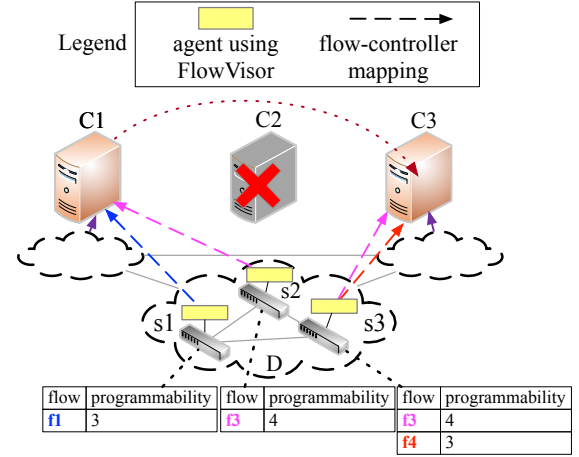 Legend
agent using
FlowVisor
flow-controller
mapping
C1
C2
C3
s1
s2
s3
D
flow programmability
f1 3
flow programmability
f3 4
flow programmability
f3 4
f4 3